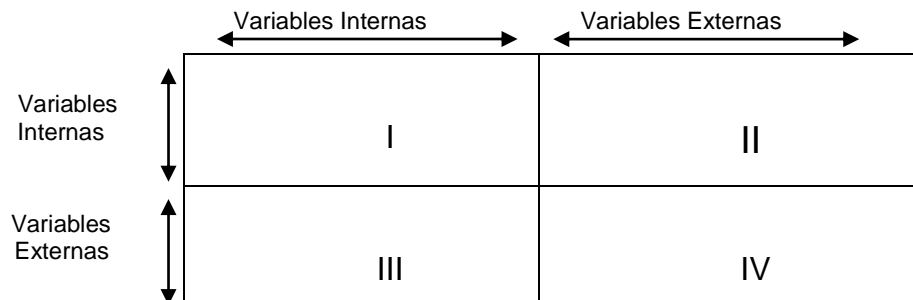 Variables Internas
Variables Externas
Variables
Internas
I
II
Variables
Externas
III
IV